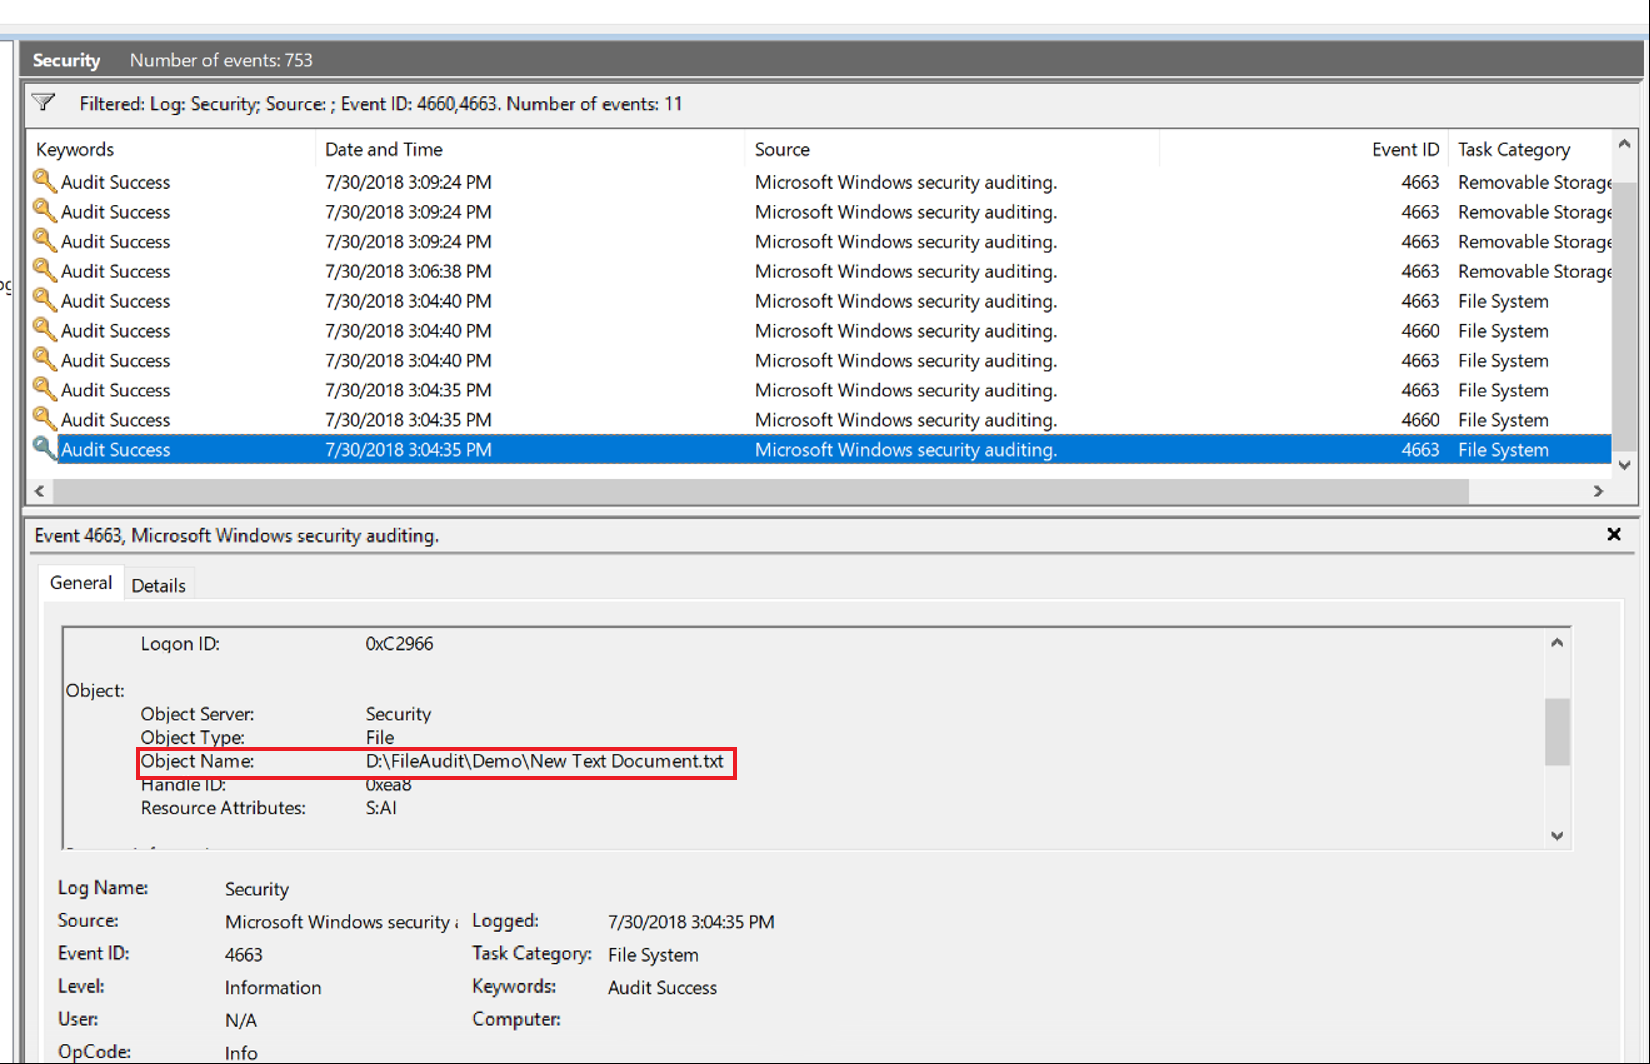 Security Number of events: 753
Filtered: Log: Security; Source: ; Event ID: 4660,4663. Number of events: 11
Keywords Date and Time Source Event ID Task Category
Audit Success 7/30/2018 3:09:24 PM Microsoft Windows security auditing. 4663 Removable Storage
Audit Success 7/30/2018 3:09:24 PM Microsoft Windows security auditing. 4663 Removable Storage
Audit Success 7/30/2018 3:09:24 PM Microsoft Windows security auditing. 4663 Removable Storage
Audit Success 7/30/2018 3:06:38 PM Microsoft Windows security auditing. 4663 Removable Storage
Audit Success 7/30/2018 3:04:40 PM Microsoft Windows security auditing. 4663 File System
Audit Success 7/30/2018 3:04:40 PM Microsoft Windows security auditing. 4660 File System
Audit Success 7/30/2018 3:04:40 PM Microsoft Windows security auditing. 4663 File System
Audit Success 7/30/2018 3:04:35 PM Microsoft Windows security auditing. 4663 File System
Audit Success 7/30/2018 3:04:35 PM Microsoft Windows security auditing. 4660 File System
Audit Success 7/30/2018 3:04:35 PM Microsoft Windows security auditing. 4663 File System
Event 4663, Microsoft Windows security auditing.
General Details
Logon ID: 0xC2966
Object:
Object Server: Security
Object Type: File
Object Name: D:\FileAudit\Demo\New Text Document.txt
Handle ID: 0xea8
Resource Attributes: S:AI
Log Name: Security
Source: Microsoft Windows security Logged: 7/30/2018 3:04:35 PM
Event ID: 4663 Task Category: File System
Level: Information Keywords: Audit Success
User: N/A Computer:
OpCode: Info